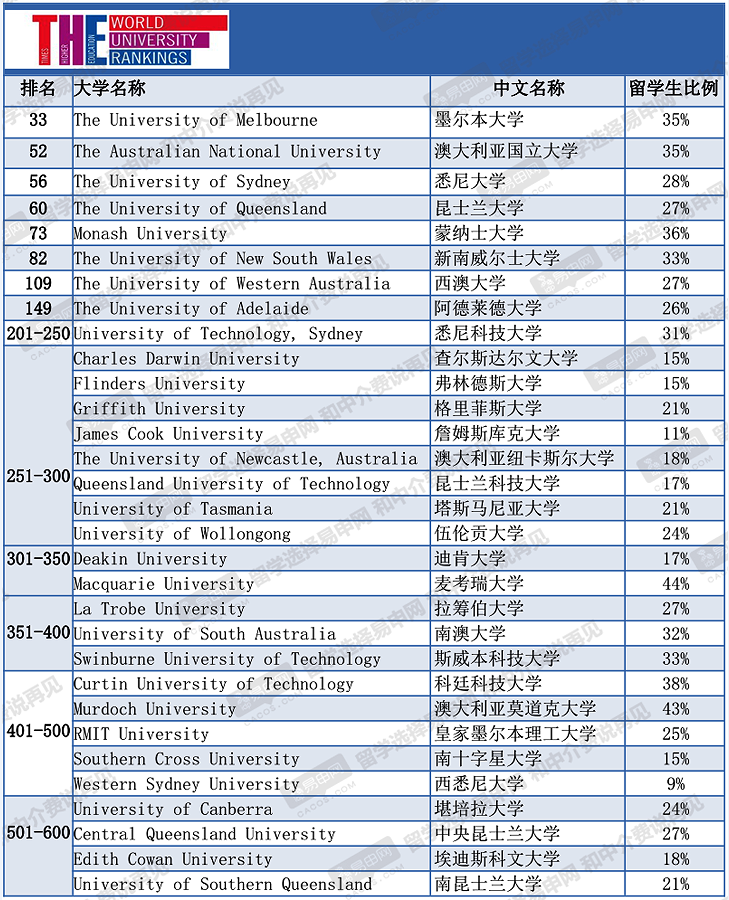 THE WORLD UNIVERSITY RANKINGS
TIMES HIGHER EDUCATION
排名 大学名称 中文名称 留学生比例
33 The University of Melbourne 墨尔本大学 35%
52 The Australian National University 澳大利亚国立大学 35%
56 The University of Sydney 悉尼大学 28%
60 The University of Queensland 昆士兰大学 27%
73 Monash University 蒙纳士大学 36%
82 The University of New South Wales 新南威尔士大学 33%
109 The University of Western Australia 西澳大学 27%
149 The University of Adelaide 阿德莱德大学 26%
201-250 University of Technology, Sydney 悉尼科技大学 31%
251-300 Charles Darwin University 查尔斯达尔文大学 15%
Flinders University 弗林德斯大学 15%
Griffith University 格里菲斯大学 21%
James Cook University 詹姆斯库克大学 11%
The University of Newcastle, Australia 澳大利亚纽卡斯尔大学 18%
Queensland University of Technology 昆士兰科技大学 17%
University of Tasmania 塔斯马尼亚大学 21%
University of Wollongong 伍伦贡大学 24%
301-350 Deakin University 迪肯大学 17%
Macquarie University 麦考瑞大学 44%
351-400 La Trobe University 拉筹伯大学 27%
University of South Australia 南澳大学 32%
Swinburne University of Technology 斯威本科技大学 33%
401-500 Curtin University of Technology 科廷科技大学 38%
Murdoch University 澳大利亚莫道克大学 43%
RMIT University 皇家墨尔本理工大学 25%
Southern Cross University 南十字星大学 15%
Western Sydney University 西悉尼大学 9%
501-600 University of Canberra 堪培拉大学 24%
Central Queensland University 中央昆士兰大学 27%
Edith Cowan University 埃迪斯科文大学 18%
University of Southern Queensland 南昆士兰大学 21%
易申网 CACOS.COM 留学选择易申网 和中介费说再见